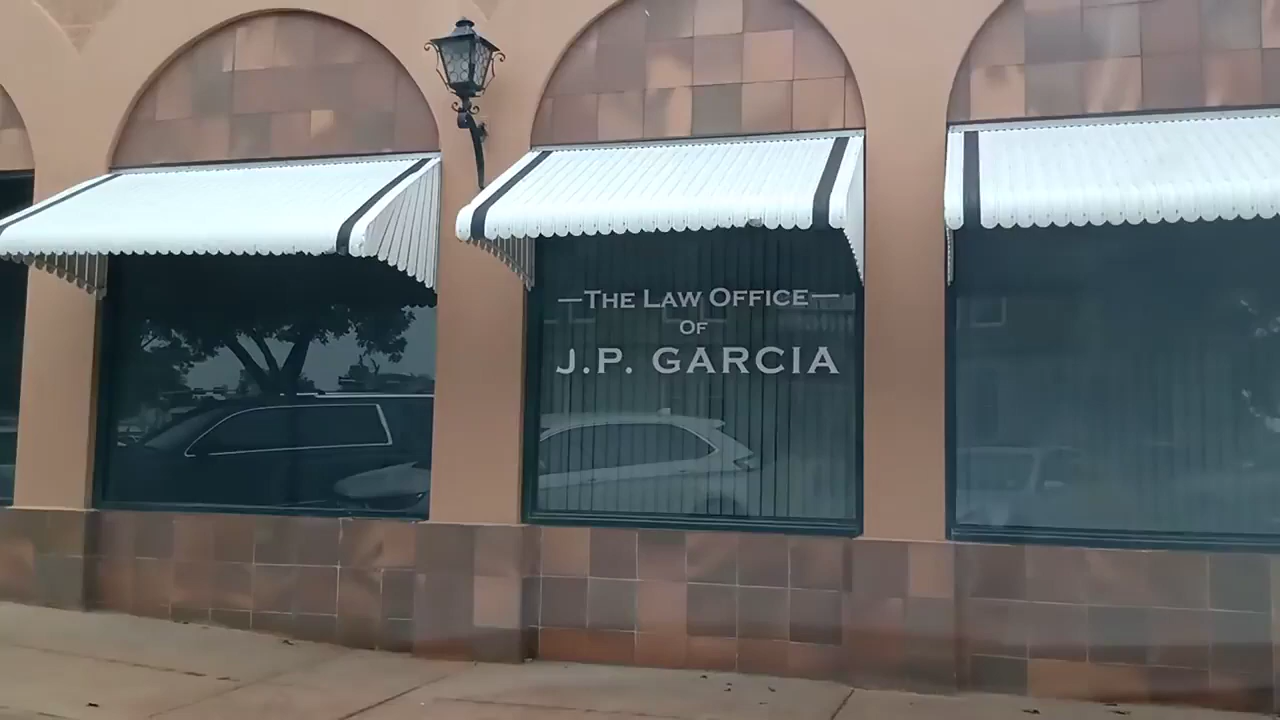 —The Law Office—
of
J.P. Garcia